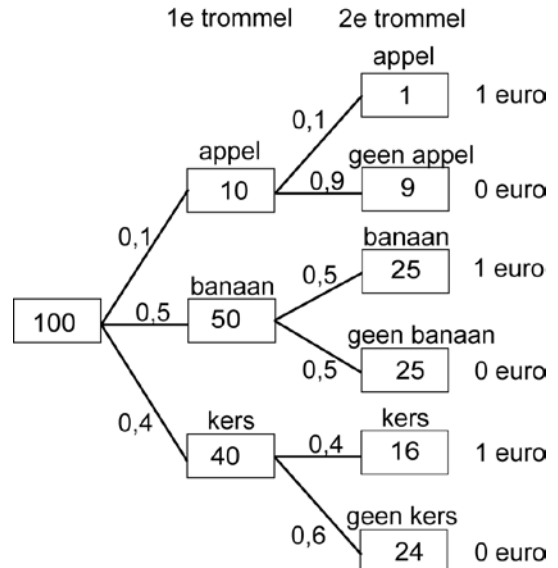 1e trommel 2e trommel
appel
1 1 euro
0,1
appel geen appel
10 0,9 9 0 euro
0,1
banaan
banaan 0,5 25 1 euro
100 0,5 50
geen banaan
0,5 25 0 euro
0,4
kers kers
40 0,4 16 1 euro
geen kers
0,6 24 0 euro